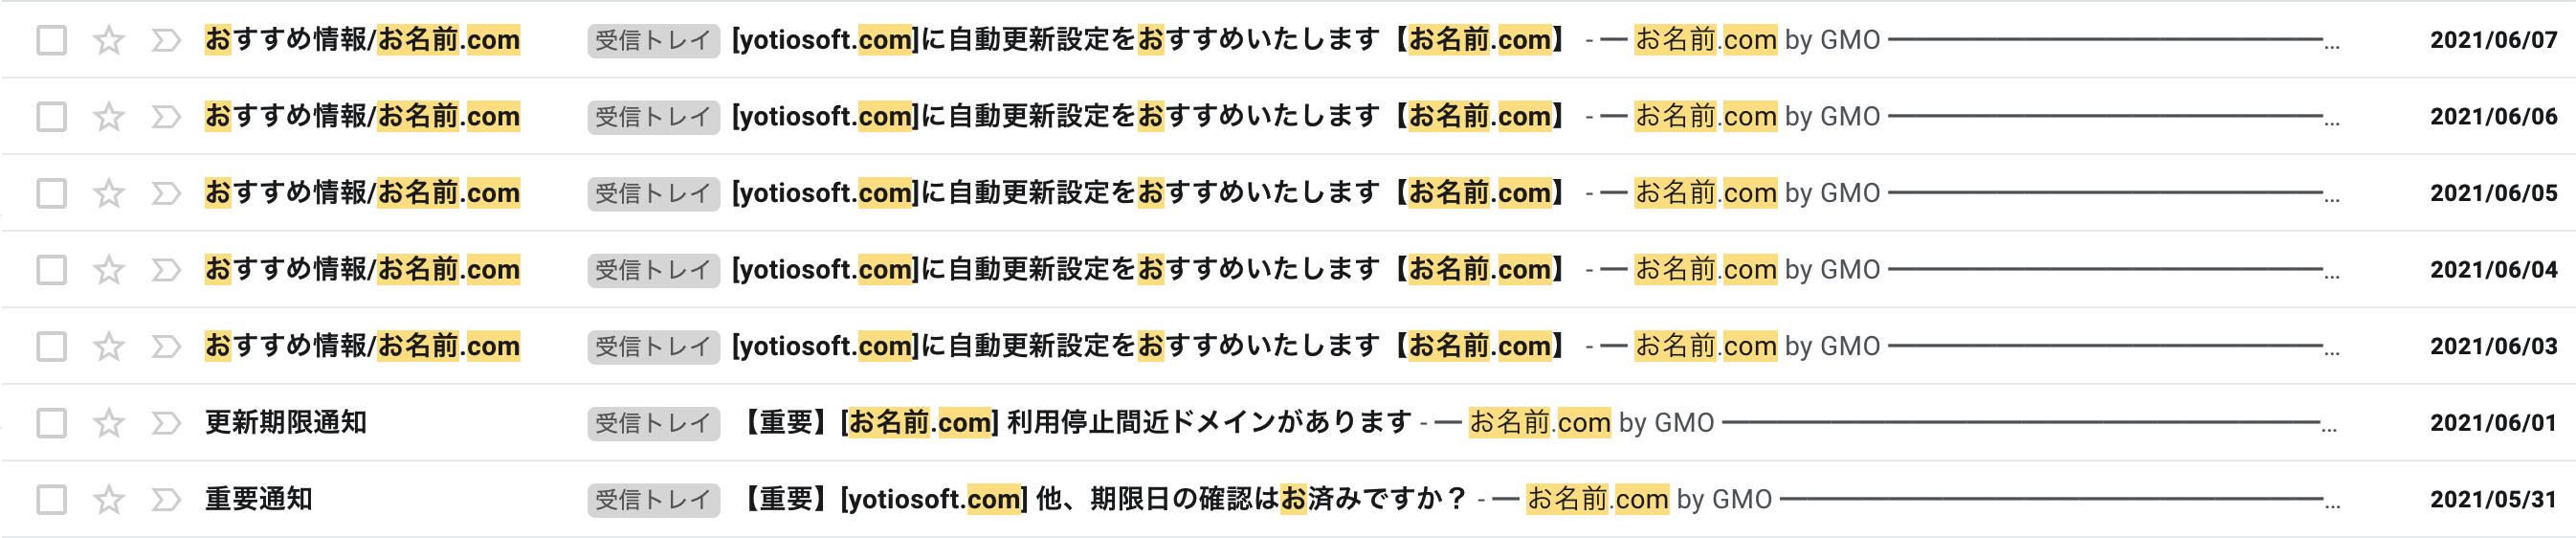 おすすめ情報/お名前.com 受信トレイ [yotiosoft.com]に自動更新設定をおすすめいたします【お名前.com】 - ━ お名前.com by GMO ━━━━━━━━━━━━━━━━… 2021/06/07
おすすめ情報/お名前.com 受信トレイ [yotiosoft.com]に自動更新設定をおすすめいたします【お名前.com】 - ━ お名前.com by GMO ━━━━━━━━━━━━━━━━… 2021/06/06
おすすめ情報/お名前.com 受信トレイ [yotiosoft.com]に自動更新設定をおすすめいたします【お名前.com】 - ━ お名前.com by GMO ━━━━━━━━━━━━━━━━… 2021/06/05
おすすめ情報/お名前.com 受信トレイ [yotiosoft.com]に自動更新設定をおすすめいたします【お名前.com】 - ━ お名前.com by GMO ━━━━━━━━━━━━━━━━… 2021/06/04
おすすめ情報/お名前.com 受信トレイ [yotiosoft.com]に自動更新設定をおすすめいたします【お名前.com】 - ━ お名前.com by GMO ━━━━━━━━━━━━━━━━… 2021/06/03
更新期限通知 受信トレイ 【重要】[お名前.com] 利用停止間近ドメインがあります - ━ お名前.com by GMO ━━━━━━━━━━━━━━━━━━━━━━… 2021/06/01
重要通知 受信トレイ 【重要】[yotiosoft.com] 他、期限日の確認はお済みですか？ - ━ お名前.com by GMO ━━━━━━━━━━━━━━━━━━━━… 2021/05/31